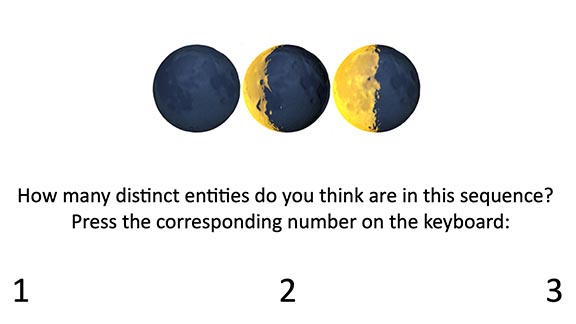 How many distinct entities do you think are in this sequence?
Press the corresponding number on the keyboard:
1 2 3